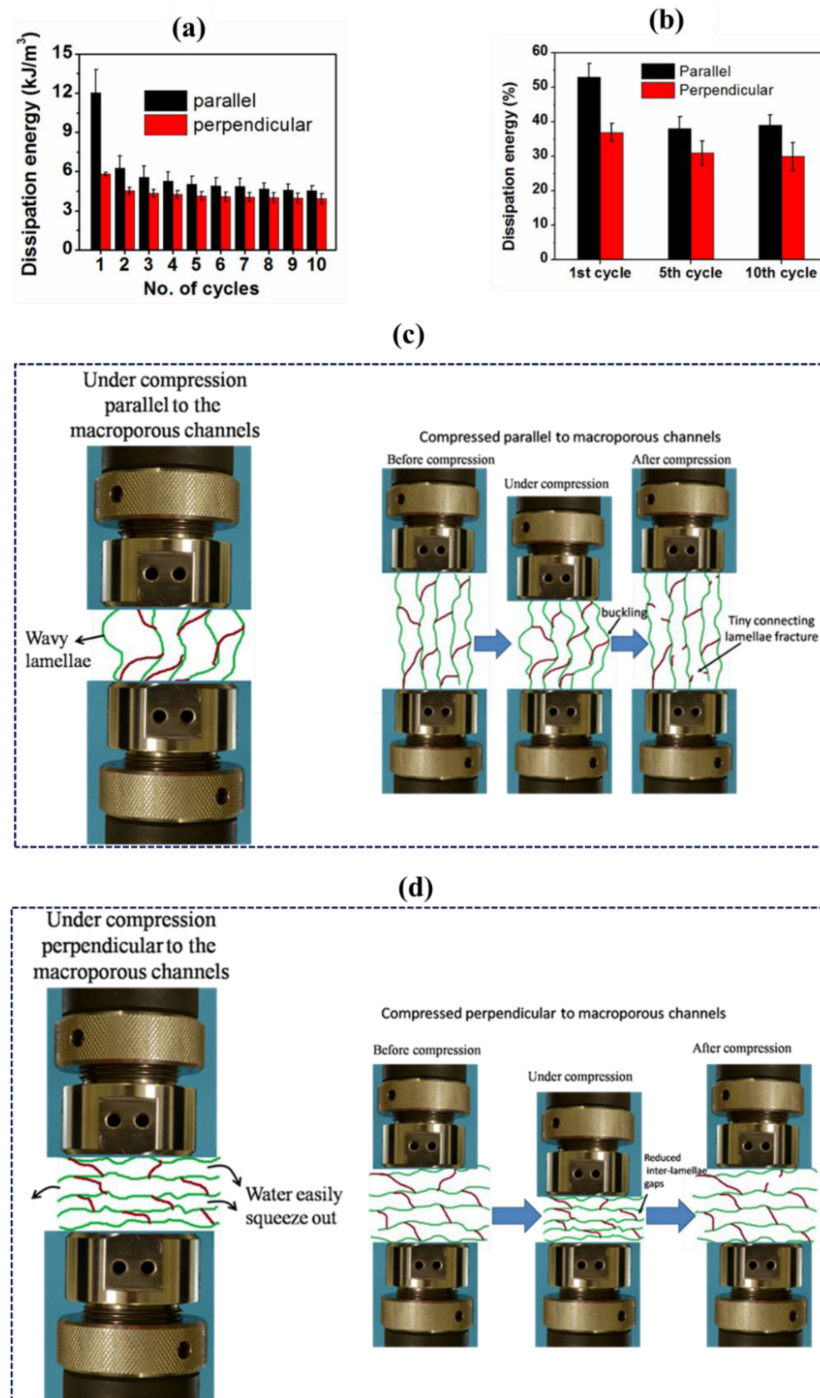 (a)
Dissipation energy (kJ/m³)
15
12
9
6
3
0
parallel
perpendicular
1 2 3 4 5 6 7 8 9 10
No. of cycles
(b)
Dissipation energy (%)
60
50
40
30
20
10
0
Parallel
Perpendicular
1st cycle 5th cycle 10th cycle
(c)
Under compression
parallel to the
macroporous channels
Wavy
lamellae
Compressed parallel to macroporous channels
Before compression
Under compression
After compression
buckling
Tiny connecting
lamellae fracture
(d)
Under compression
perpendicular to the
macroporous channels
Water easily
squeeze out
Compressed perpendicular to macroporous channels
Before compression
Under compression
After compression
Reduced
inter-lamellae
gaps